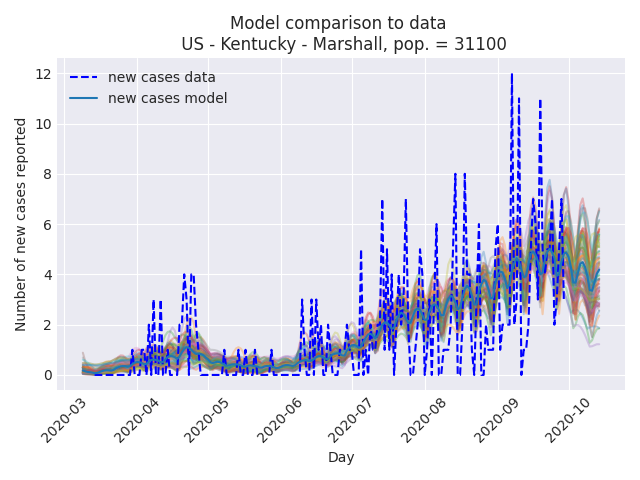 Model comparison to data
US - Kentucky - Marshall, pop. = 31100
new cases data
new cases model
12
10
8
6
4
2
0
Number of new cases reported
2020-03
2020-04
2020-05
2020-06
2020-07
2020-08
2020-09
2020-10
Day